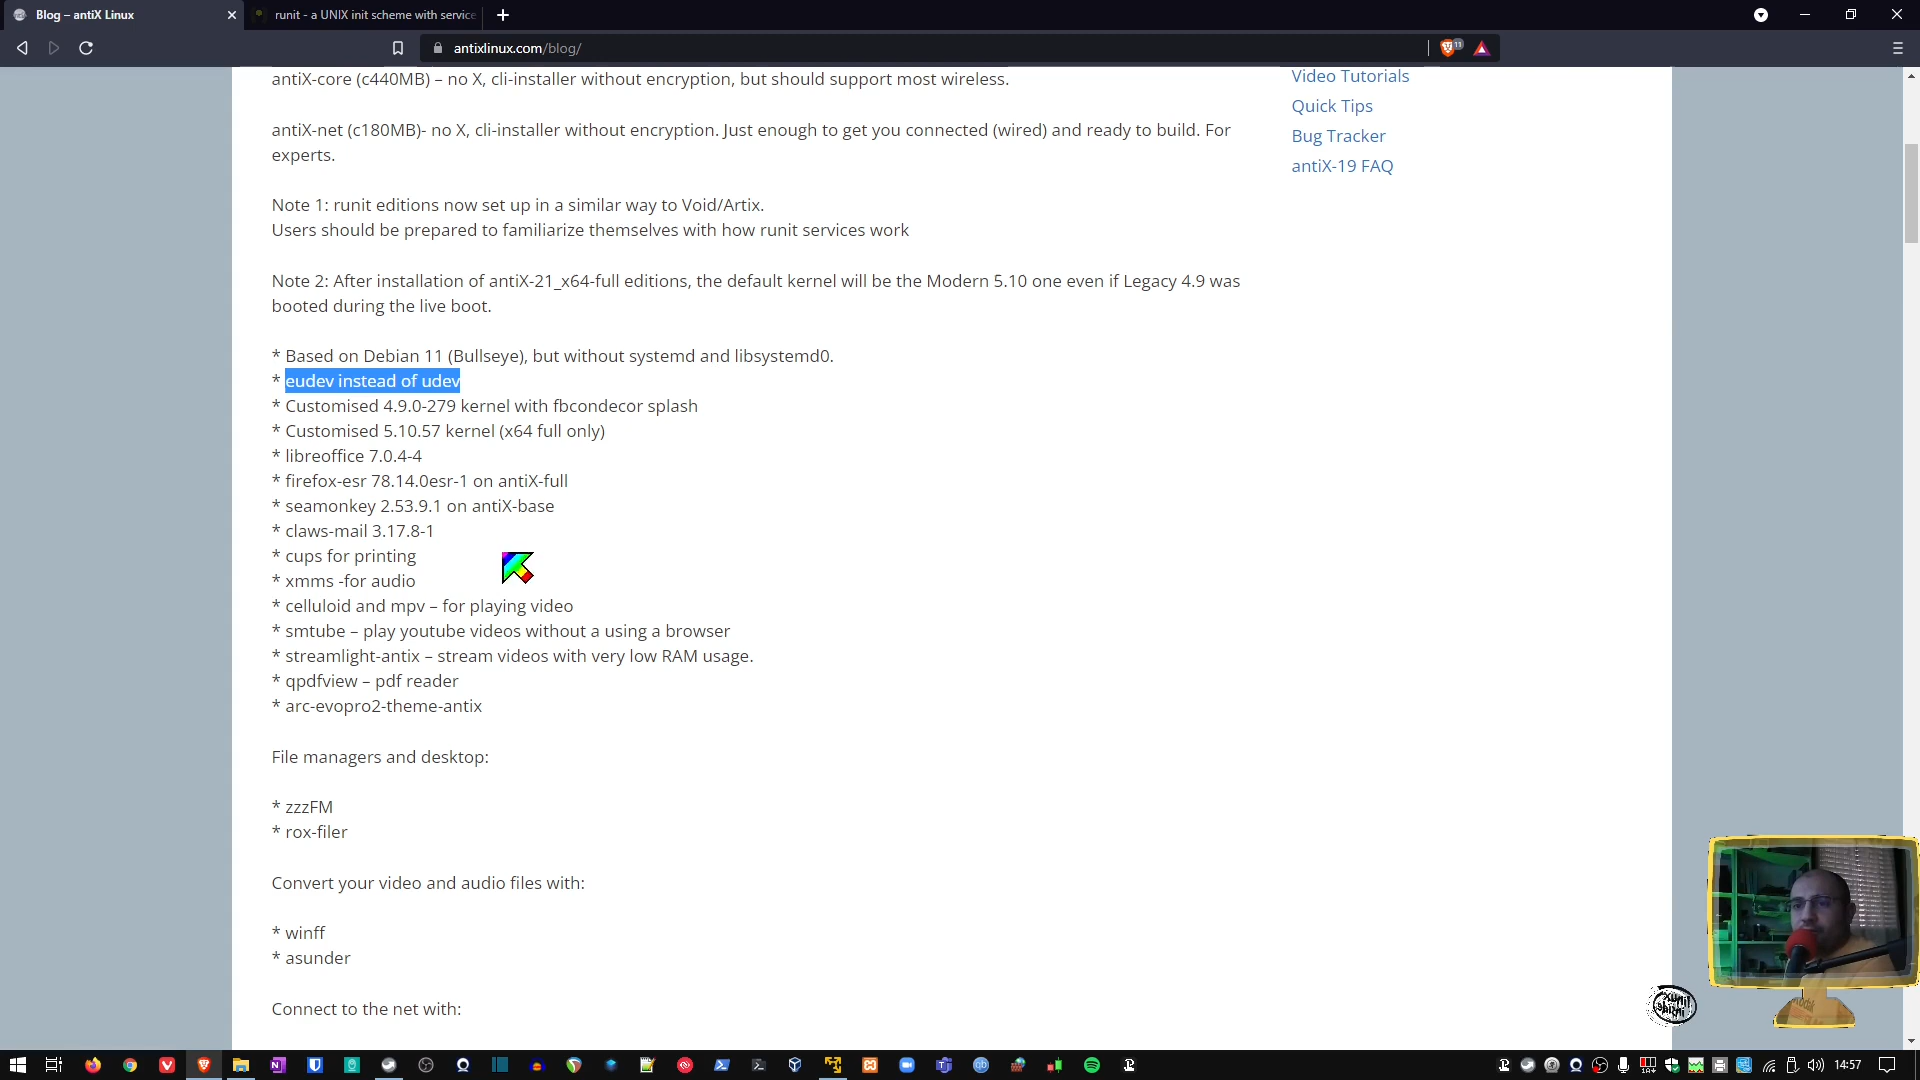 Blog – antiX Linux
runit - a UNIX init scheme with service
antixlinux.com/blog/
11
antiX-core (c440MB) – no X, cli-installer without encryption, but should support most wireless.
antiX-net (c180MB)- no X, cli-installer without encryption. Just enough to get you connected (wired) and ready to build. For
experts.
Note 1: runit editions now set up in a similar way to Void/Artix.
Users should be prepared to familiarize themselves with how runit services work
Note 2: After installation of antiX-21_x64-full editions, the default kernel will be the Modern 5.10 one even if Legacy 4.9 was
booted during the live boot.
* Based on Debian 11 (Bullseye), but without systemd and libsystemd0.
* eudev instead of udev
* Customised 4.9.0-279 kernel with fbcondecor splash
* Customised 5.10.57 kernel (x64 full only)
* libreoffice 7.0.4-4
* firefox-esr 78.14.0esr-1 on antiX-full
* seamonkey 2.53.9.1 on antiX-base
* claws-mail 3.17.8-1
* cups for printing
* xmms -for audio
* celluloid and mpv – for playing video
* smtube – play youtube videos without a using a browser
* streamlight-antix – stream videos with very low RAM usage.
* qpdfview – pdf reader
* arc-evopro2-theme-antix
File managers and desktop:
* zzzFM
* rox-filer
Convert your video and audio files with:
* winff
* asunder
Connect to the net with:
Video Tutorials
Quick Tips
Bug Tracker
antiX-19 FAQ
14:57